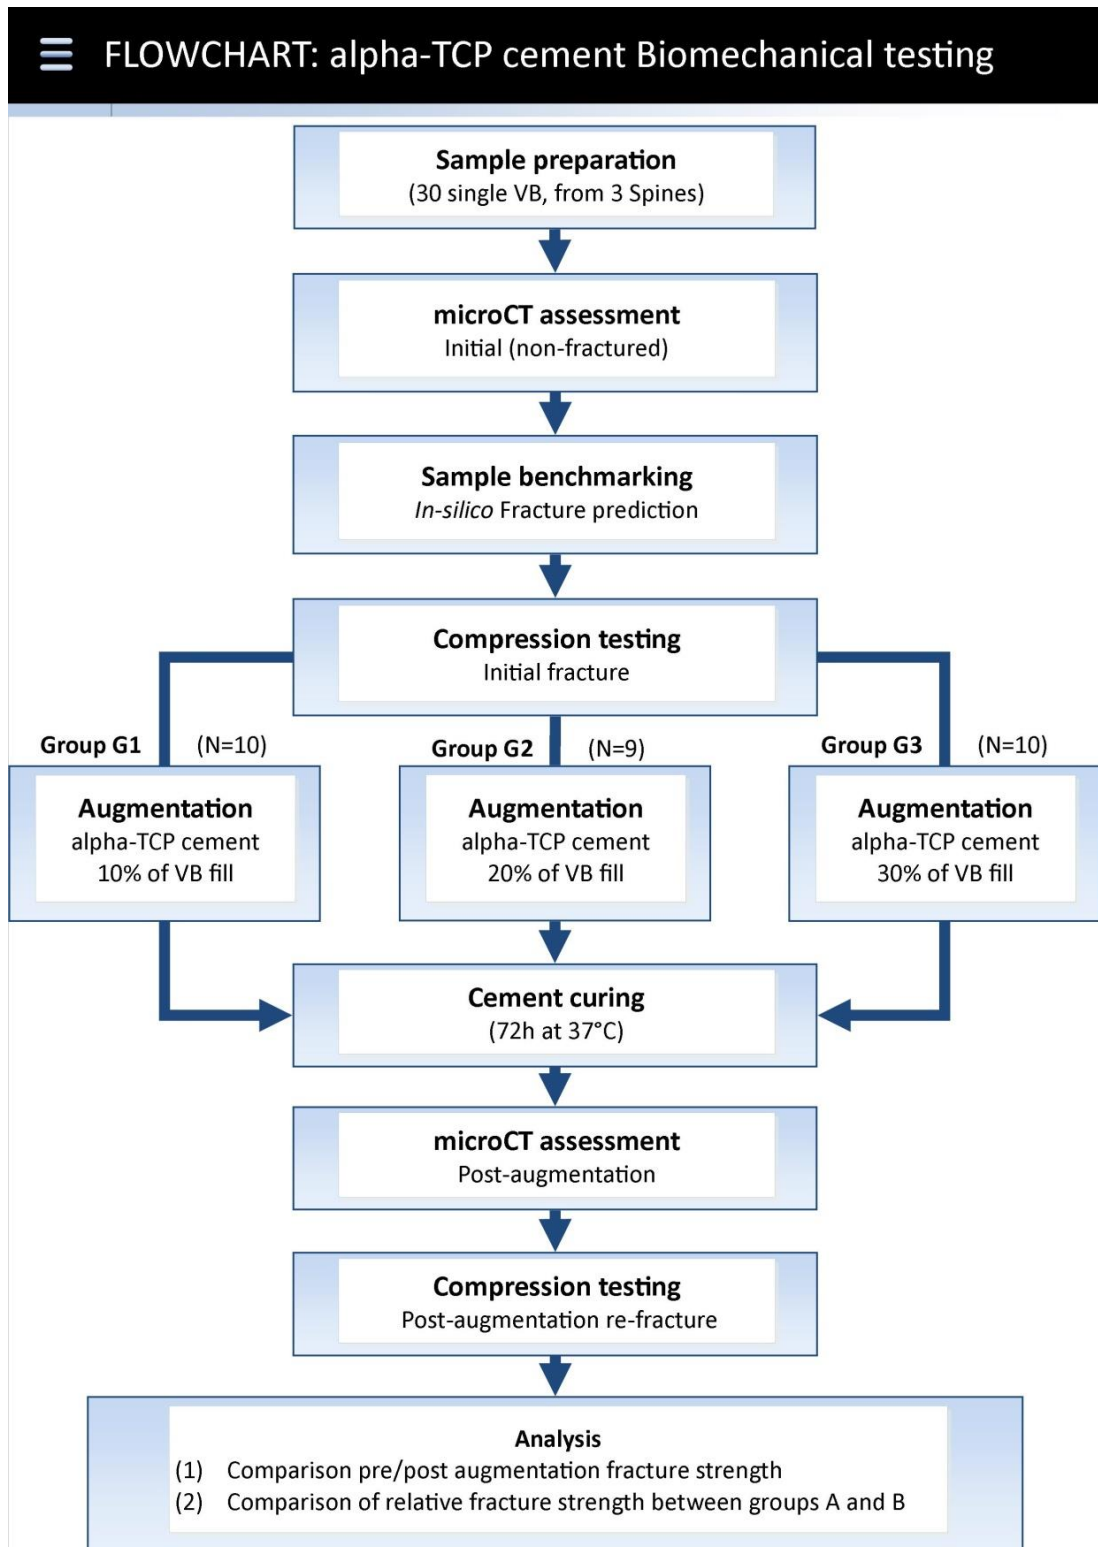 FLOWCHART: alpha-TCP cement Biomechanical testing
Sample preparation
(30 single VB, from 3 Spines)
microCT assessment
Initial (non-fractured)
Sample benchmarking
In-silico Fracture prediction
Compression testing
Initial fracture
Group G1 (N=10)
Augmentation
alpha-TCP cement
10% of VB fill
Group G2 (N=9)
Augmentation
alpha-TCP cement
20% of VB fill
Group G3 (N=10)
Augmentation
alpha-TCP cement
30% of VB fill
Cement curing
(72h at 37°C)
microCT assessment
Post-augmentation
Compression testing
Post-augmentation re-fracture
Analysis
(1) Comparison pre/post augmentation fracture strength
(2) Comparison of relative fracture strength between groups A and B